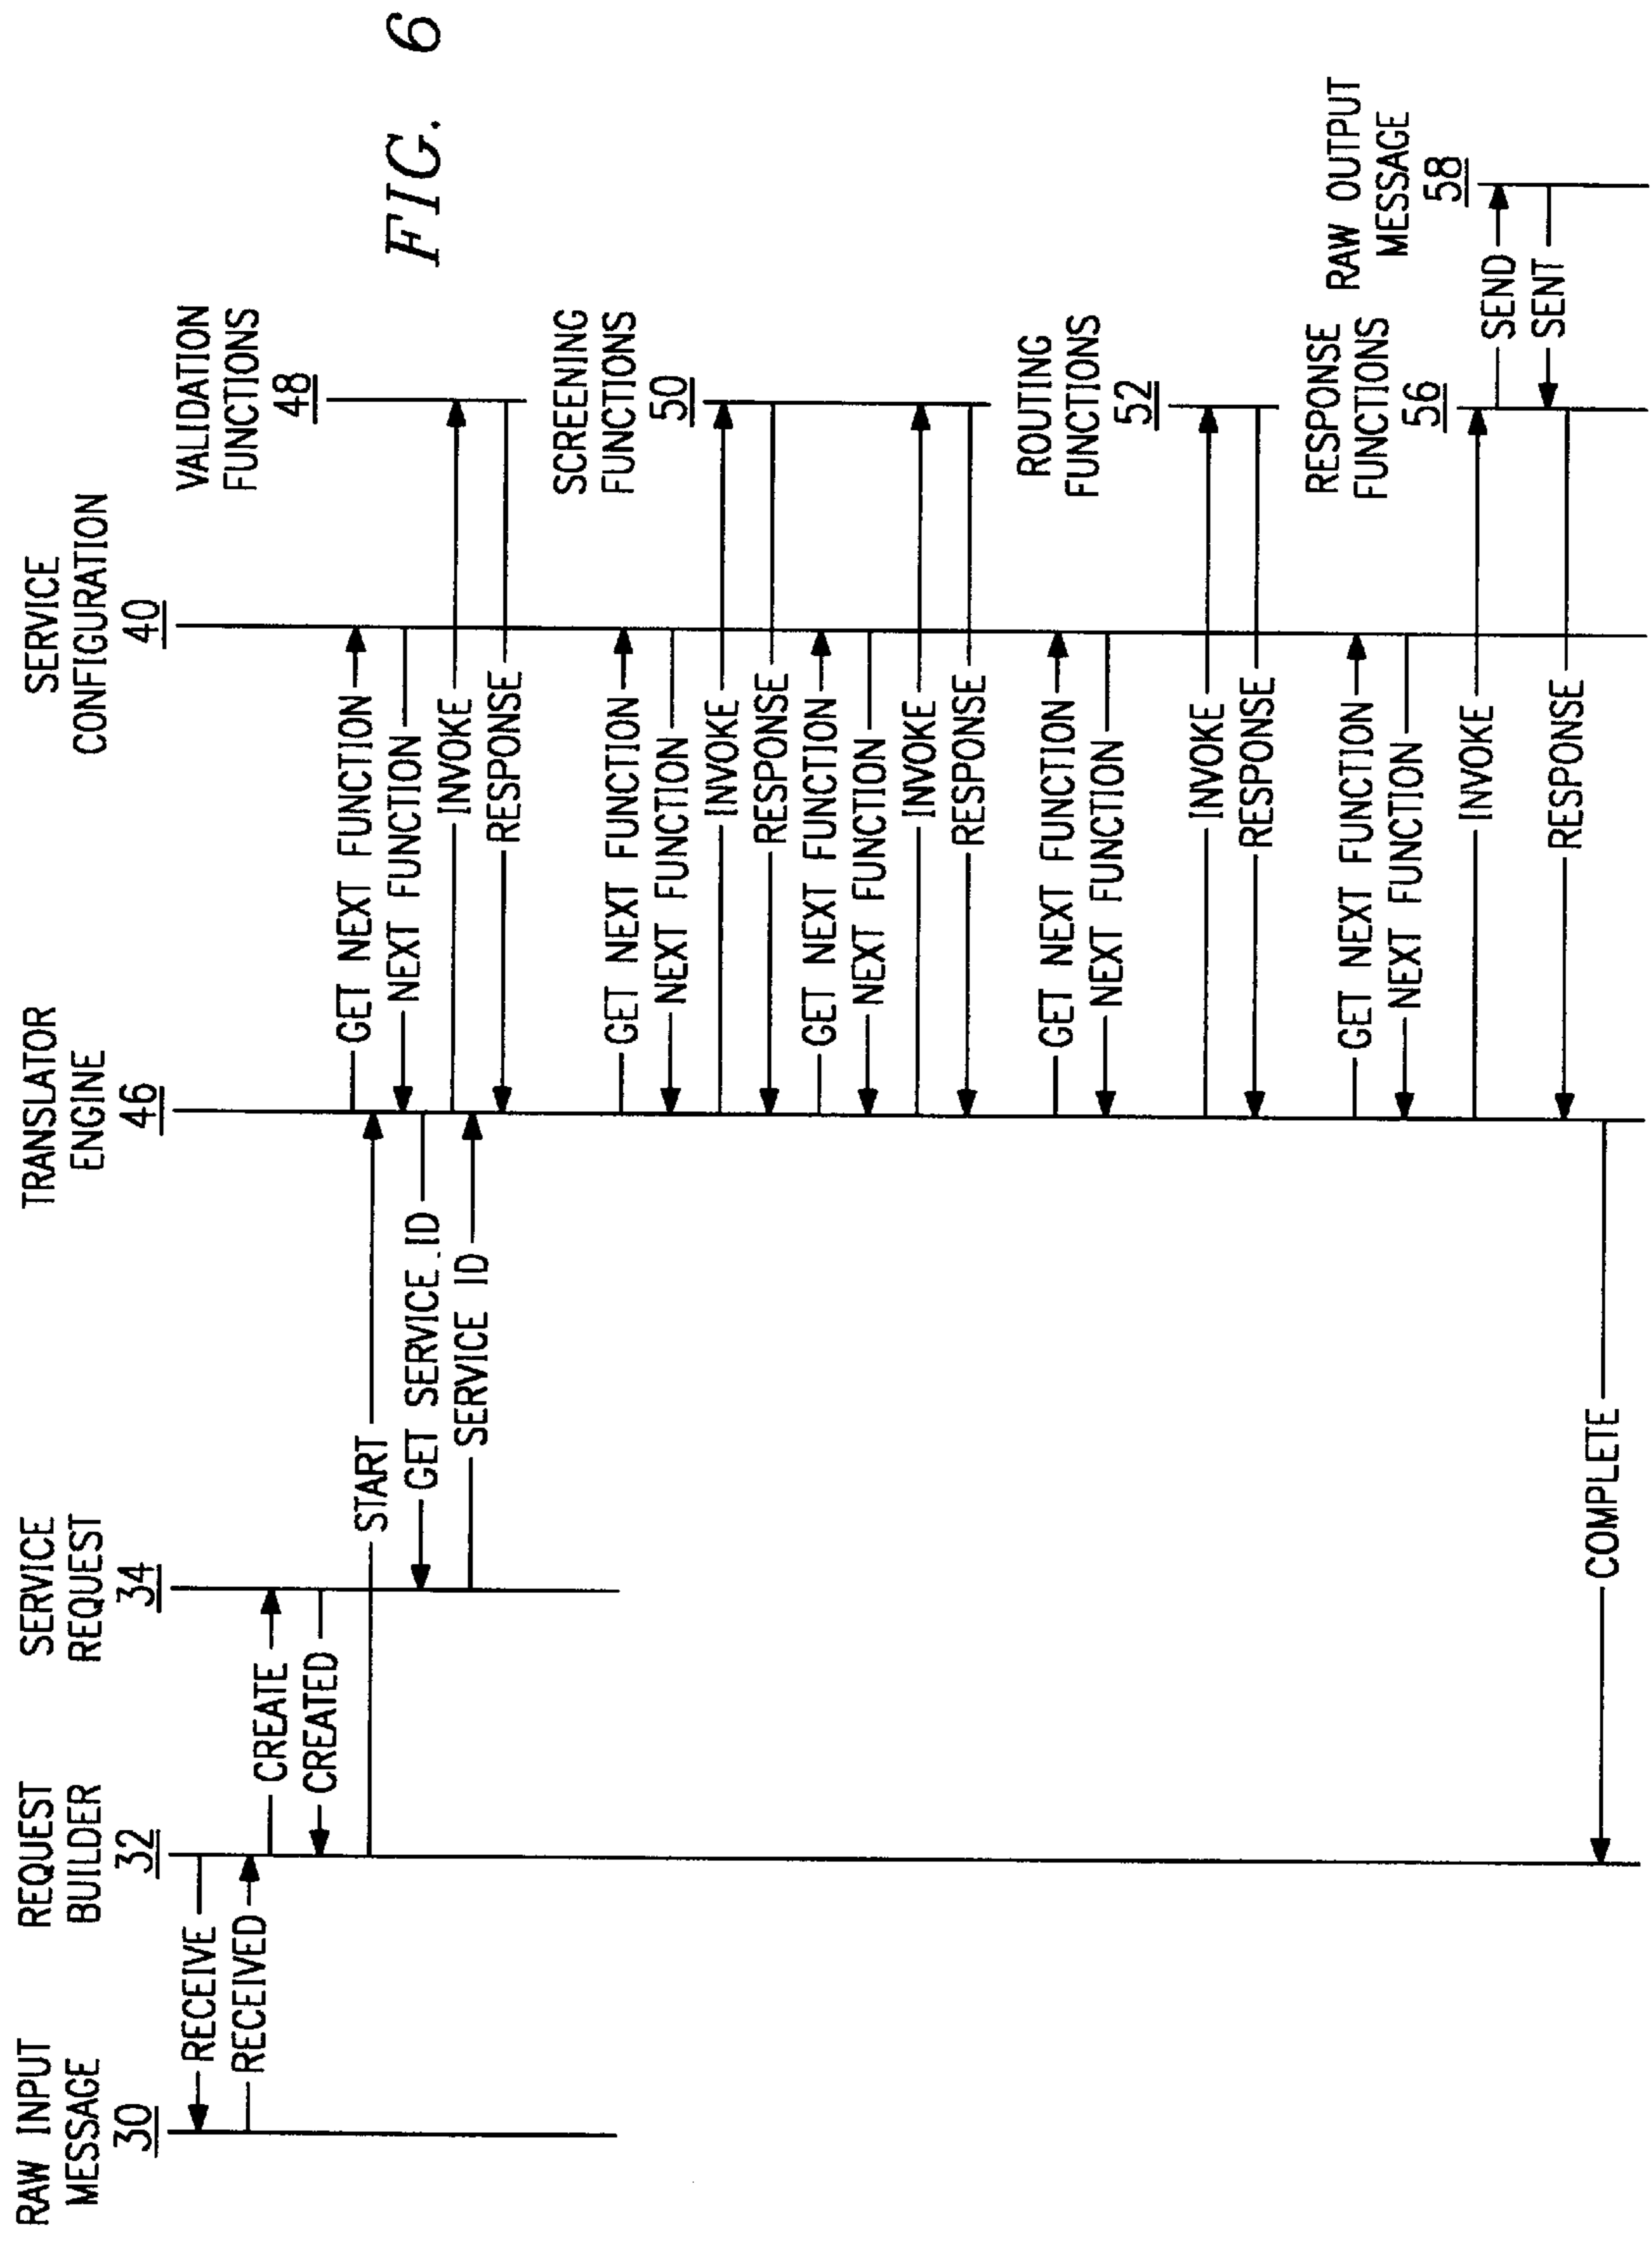 RAW INPUT
MESSAGE
30
REQUEST
BUILDER
32
SERVICE
REQUEST
34
TRANSLATOR
ENGINE
46
SERVICE
CONFIGURATION
40
RECEIVE
RECEIVED
CREATE
CREATED
START
GET SERVICE ID
SERVICE ID
VALIDATION
FUNCTIONS
48
GET NEXT FUNCTION
NEXT FUNCTION
INVOKE
RESPONSE
FIG. 6
SCREENING
FUNCTIONS
50
GET NEXT FUNCTION
NEXT FUNCTION
INVOKE
RESPONSE
GET NEXT FUNCTION
NEXT FUNCTION
INVOKE
RESPONSE
ROUTING
FUNCTIONS
52
GET NEXT FUNCTION
NEXT FUNCTION
INVOKE
RESPONSE
RESPONSE
FUNCTIONS
56
RAW OUTPUT
MESSAGE
58
GET NEXT FUNCTION
NEXT FUNCTION
INVOKE
SEND
SENT
RESPONSE
COMPLETE